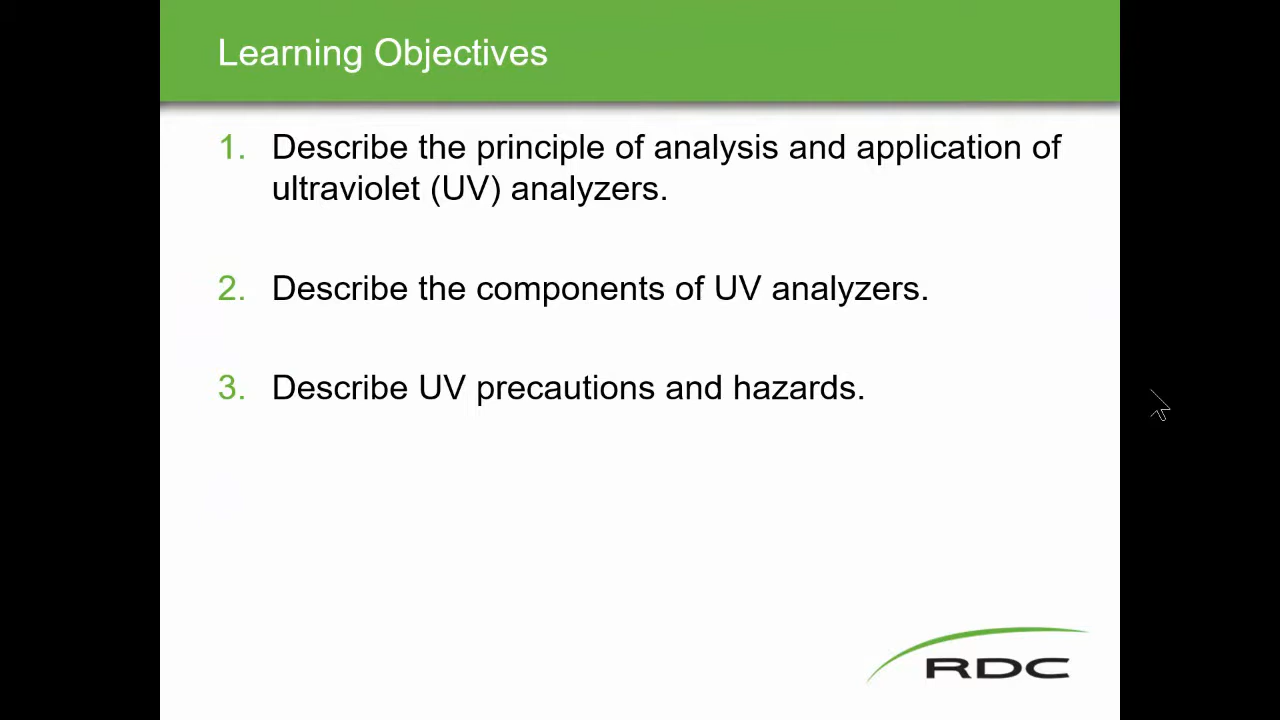 Learning Objectives
1. Describe the principle of analysis and application of
ultraviolet (UV) analyzers.
2. Describe the components of UV analyzers.
3. Describe UV precautions and hazards.
RDC